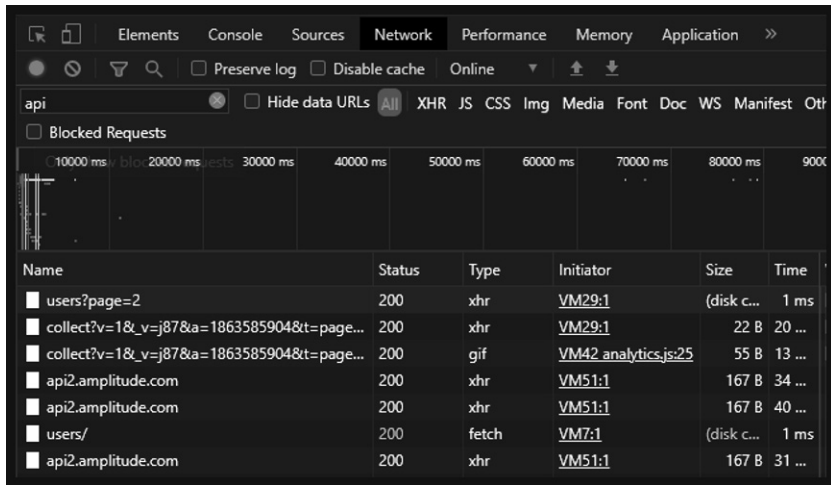 Elements Console Sources Network Performance Memory Application »
Preserve log Disable cache Online
api Hide data URLs All XHR JS CSS Img Media Font Doc WS Manifest Oth
Blocked Requests
10000 ms 20000 ms 30000 ms 40000 ms 50000 ms 60000 ms 70000 ms 80000 ms 9000
Name Status Type Initiator Size Time
users?page=2 200 xhr VM29:1 (disk c... 1 ms
collect?v=1&_v=j87&a=1863585904&t=page... 200 xhr VM29:1 22 B 20 ...
collect?v=1&_v=j87&a=1863585904&t=page... 200 gif VM42 analytics.js:25 55 B 13 ...
api2.amplitude.com 200 xhr VM51:1 167 B 34 ...
api2.amplitude.com 200 xhr VM51:1 167 B 40 ...
users/ 200 fetch VM7:1 (disk c... 1 ms
api2.amplitude.com 200 xhr VM51:1 167 B 31 ...